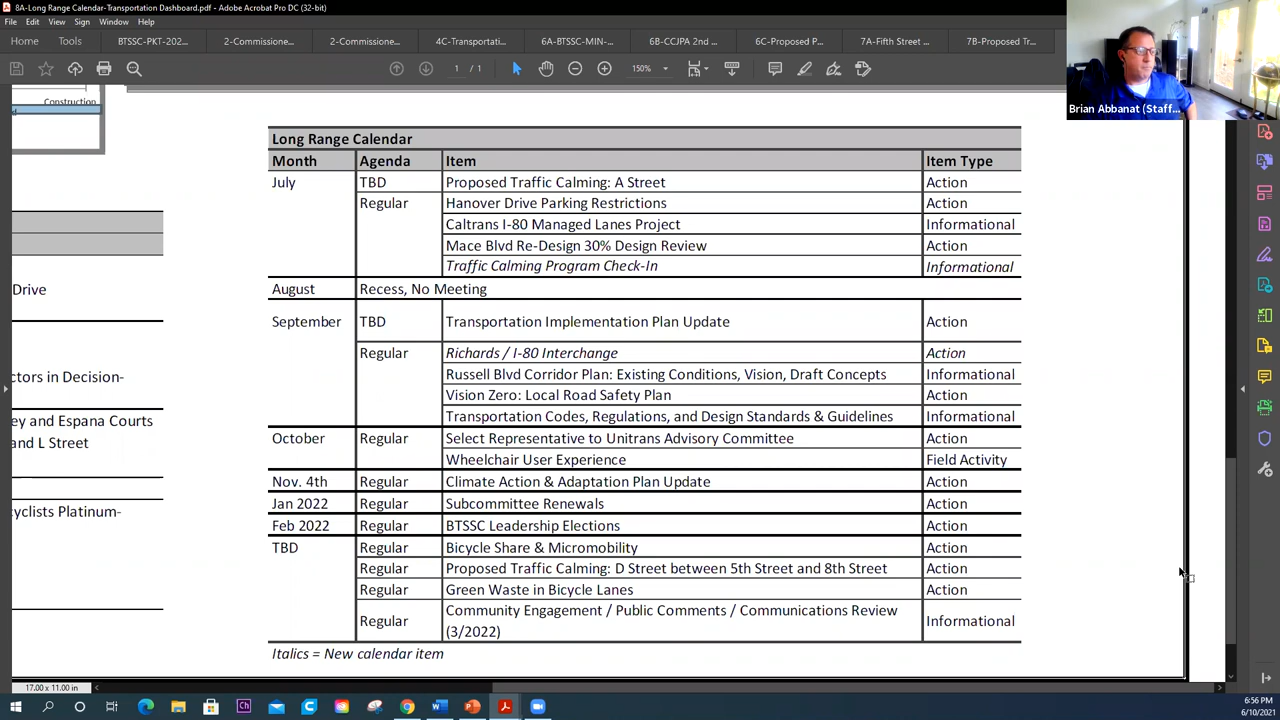 8A-Long Range Calendar-Transportation Dashboard.pdf - Adobe Acrobat Pro DC (32-bit)
File Edit View Sign Window Help
Home Tools BTSSC-PKT-202... 2-Commissione... 2-Commissione... 4C-Transportati... 6A-BTSSC-MIN-... 6B-CCJPA 2nd ... 6C-Proposed P... 7A-Fifth Street ... 7B-Proposed Tr...
1 / 1 150%
Brian Abbanat (Staff...
Construction
Drive
ctors in Decision-
ey and Espana Courts
and L Street
cyclists Platinum-
Long Range Calendar
Month Agenda Item Item Type
July TBD Proposed Traffic Calming: A Street Action
Regular Hanover Drive Parking Restrictions Action
Caltrans I-80 Managed Lanes Project Informational
Mace Blvd Re-Design 30% Design Review Action
Traffic Calming Program Check-In Informational
August Recess, No Meeting
September TBD Transportation Implementation Plan Update Action
Regular Richards / I-80 Interchange Action
Russell Blvd Corridor Plan: Existing Conditions, Vision, Draft Concepts Informational
Vision Zero: Local Road Safety Plan Action
Transportation Codes, Regulations, and Design Standards & Guidelines Informational
October Regular Select Representative to Unitrans Advisory Committee Action
Wheelchair User Experience Field Activity
Nov. 4th Regular Climate Action & Adaptation Plan Update Action
Jan 2022 Regular Subcommittee Renewals Action
Feb 2022 Regular BTSSC Leadership Elections Action
TBD Regular Bicycle Share & Micromobility Action
Regular Proposed Traffic Calming: D Street between 5th Street and 8th Street Action
Regular Green Waste in Bicycle Lanes Action
Regular Community Engagement / Public Comments / Communications Review Informational
(3/2022)
Italics = New calendar item
17.00 x 11.00 in
6:56 PM
6/10/2021